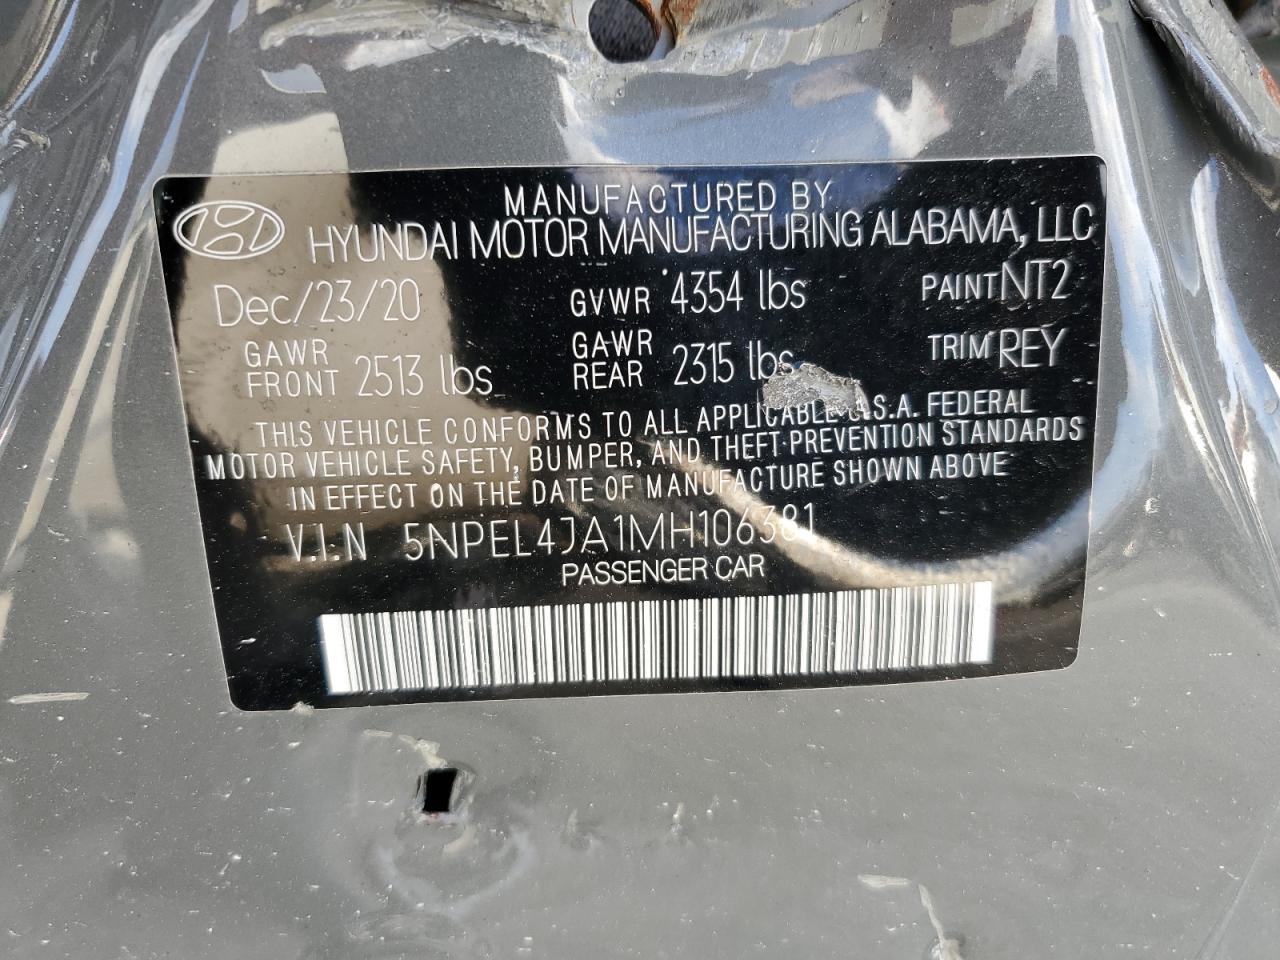 MANUFACTURED BY
HYUNDAI MOTOR MANUFACTURING ALABAMA, LLC
Dec/23/20 GVWR 4354 lbs PAINT NT2
GAWR FRONT 2513 lbs GAWR REAR 2315 lbs TRIM REY
THIS VEHICLE CONFORMS TO ALL APPLICABLE U.S.A. FEDERAL
MOTOR VEHICLE SAFETY, BUMPER, AND THEFT PREVENTION STANDARDS
IN EFFECT ON THE DATE OF MANUFACTURE SHOWN ABOVE
V.I.N 5NPEL4JA1MH106381
PASSENGER CAR